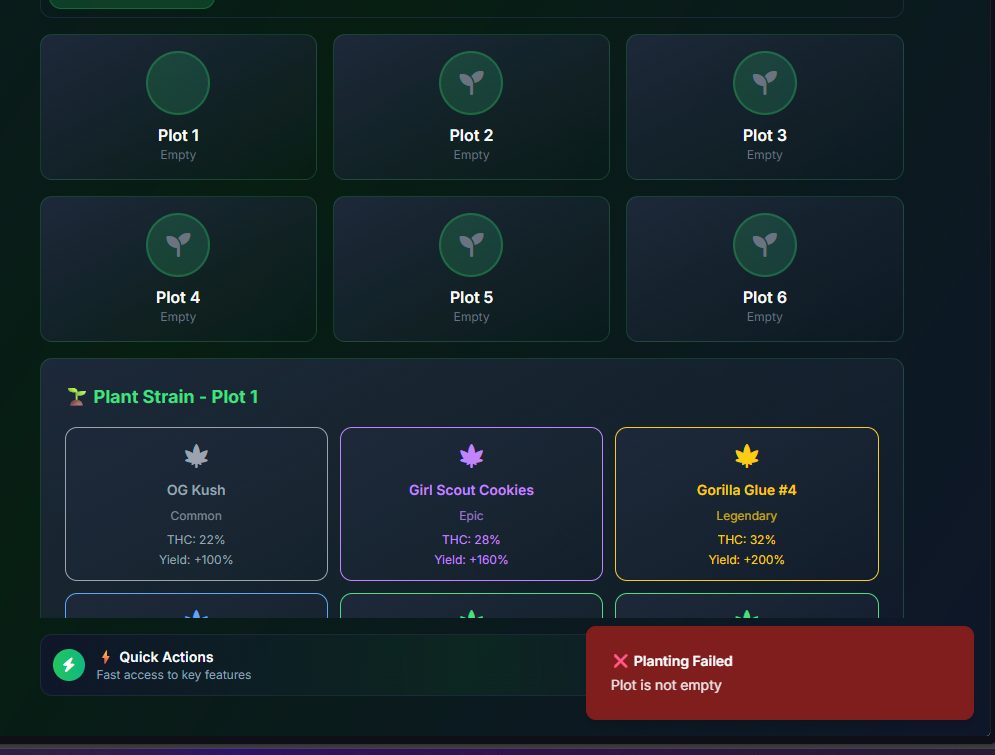 Plot 1
Empty
Plot 2
Empty
Plot 3
Empty
Plot 4
Empty
Plot 5
Empty
Plot 6
Empty
Plant Strain - Plot 1
OG Kush
Common
THC: 22%
Yield: +100%
Girl Scout Cookies
Epic
THC: 28%
Yield: +160%
Gorilla Glue #4
Legendary
THC: 32%
Yield: +200%
Quick Actions
Fast access to key features
Planting Failed
Plot is not empty